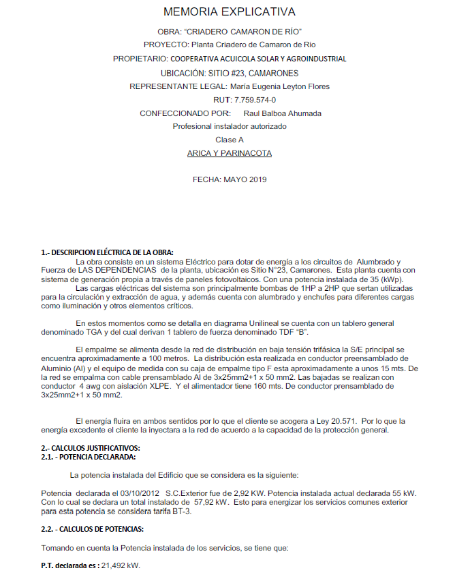 MEMORIA EXPLICATIVA
OBRA: "CRIADERO CAMARON DE RÍO"
PROYECTO: Planta Criadero de Camaron de Rio
PROPIETARIO: COOPERATIVA ACUICOLA SOLAR Y AGROINDUSTRIAL
UBICACIÓN: SITIO #23, CAMARONES
REPRESENTANTE LEGAL: María Eugenia Leyton Flores
RUT: 7.759.574-0
CONFECCIONADO POR: Raul Balboa Ahumada
Profesional instalador autorizado
Clase A
ARICA Y PARINACOTA
FECHA: MAYO 2019
1.- DESCRIPCION ELÉCTRICA DE LA OBRA:
La obra consiste en un sistema Eléctrico para dotar de energía a los circuitos de Alumbrado y
Fuerza de LAS DEPENDENCIAS de la planta, ubicación es Sitio N°23, Camarones. Esta planta cuenta con
sistema de generación propia a través de paneles fotovoltaicos. Con una potencia instalada de 35 (kWp).
Las cargas eléctricas del sistema son principalmente bombas de 1HP a 2HP que sertan utilizadas
para la circulación y extracción de agua, y además cuenta con alumbrado y enchufes para diferentes cargas
como iluminación y otros elementos críticos.
En estos momentos como se detalla en diagrama Unilineal se cuenta con un tablero general
denominado TGA y del cual derivan 1 tablero de fuerza denominado TDF "B".
El empalme se alimenta desde la red de distribución en baja tensión trifásica la S/E principal se
encuentra aproximadamente a 100 metros. La distribución esta realizada en conductor preensamblado de
Aluminio (Al) y el equipo de medida con su caja de empalme tipo F esta aproximadamente a unos 15 mts. De
la red se empalma con cable prensamblado Al de 3x25mm2+1 x 50 mm2. Las bajadas se realizan con
conductor 4 awg con aislación XLPE. Y el alimentador tiene 160 mts. De conductor prensamblado de
3x25mm2+1 x 50 mm2.
El energía fluira en ambos sentidos por lo que el cliente se acogera a Ley 20.571. Por lo que la
energía excedente el cliente la inyectara a la red de acuerdo a la capacidad de la protección general.
2.- CALCULOS JUSTIFICATIVOS:
2.1. - POTENCIA DECLARADA:
La potencia instalada del Edificio que se considera es la siguiente:
Potencia declarada el 03/10/2012 S.C.Exterior fue de 2,92 KW. Potencia instalada actual declarada 55 kW.
Con lo cual se declara un total instalado de 57,92 kW. Esto para energizar los servicios comunes exterior
para esta potencia se considera tarifa BT-3.
2.2. - CALCULOS DE POTENCIAS:
Tomando en cuenta la Potencia instalada de los servicios, se tiene que:
P.T. declarada es : 21,492 kW.